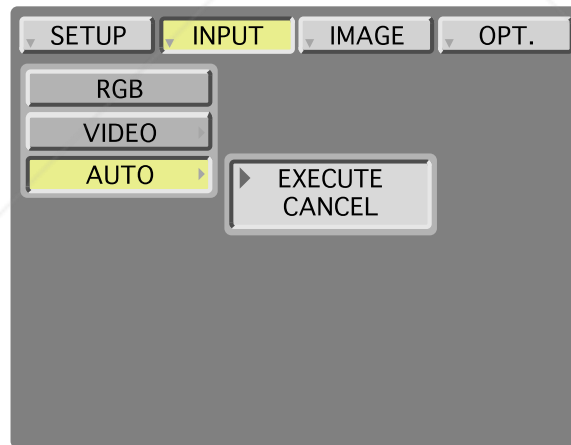 SETUP INPUT IMAGE OPT.
RGB
VIDEO
AUTO
EXECUTE
CANCEL